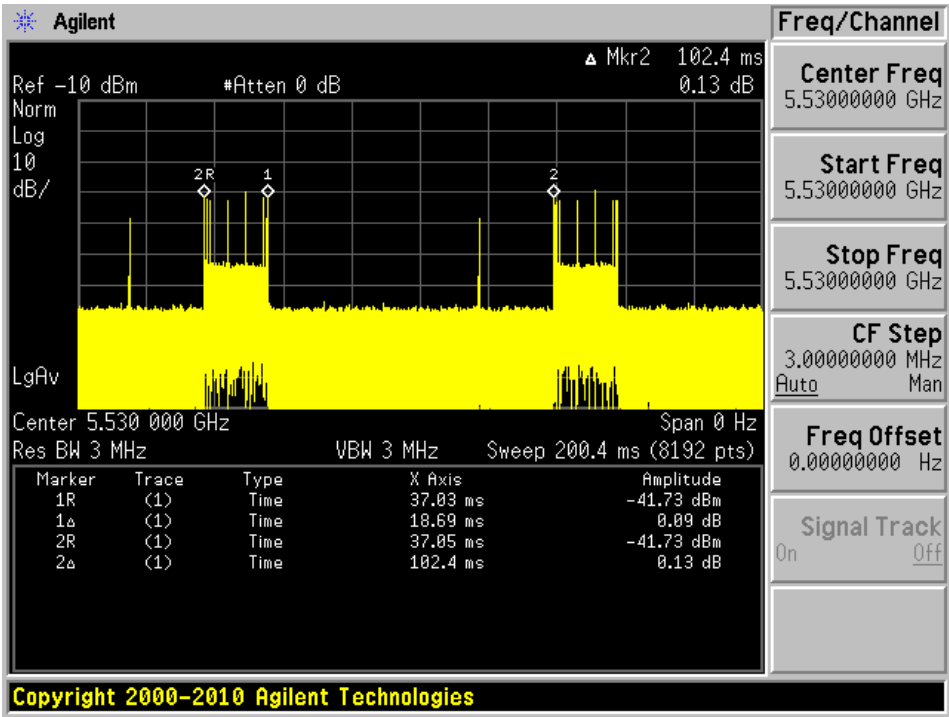 Agilent
Freq/Channel
Δ Mkr2 102.4 ms
Ref -10 dBm #Atten 0 dB 0.13 dB
Norm
Log
10
dB/
2R 1 2
LgAv
Center 5.530 000 GHz Span 0 Hz
Res BW 3 MHz VBW 3 MHz Sweep 200.4 ms (8192 pts)
Marker Trace Type X Axis Amplitude
1R (1) Time 37.03 ms -41.73 dBm
1Δ (1) Time 18.69 ms 0.09 dB
2R (1) Time 37.05 ms -41.73 dBm
2Δ (1) Time 102.4 ms 0.13 dB
Center Freq
5.53000000 GHz
Start Freq
5.53000000 GHz
Stop Freq
5.53000000 GHz
CF Step
3.00000000 MHz
Auto Man
Freq Offset
0.00000000 Hz
Signal Track
On Off
Copyright 2000-2010 Agilent Technologies